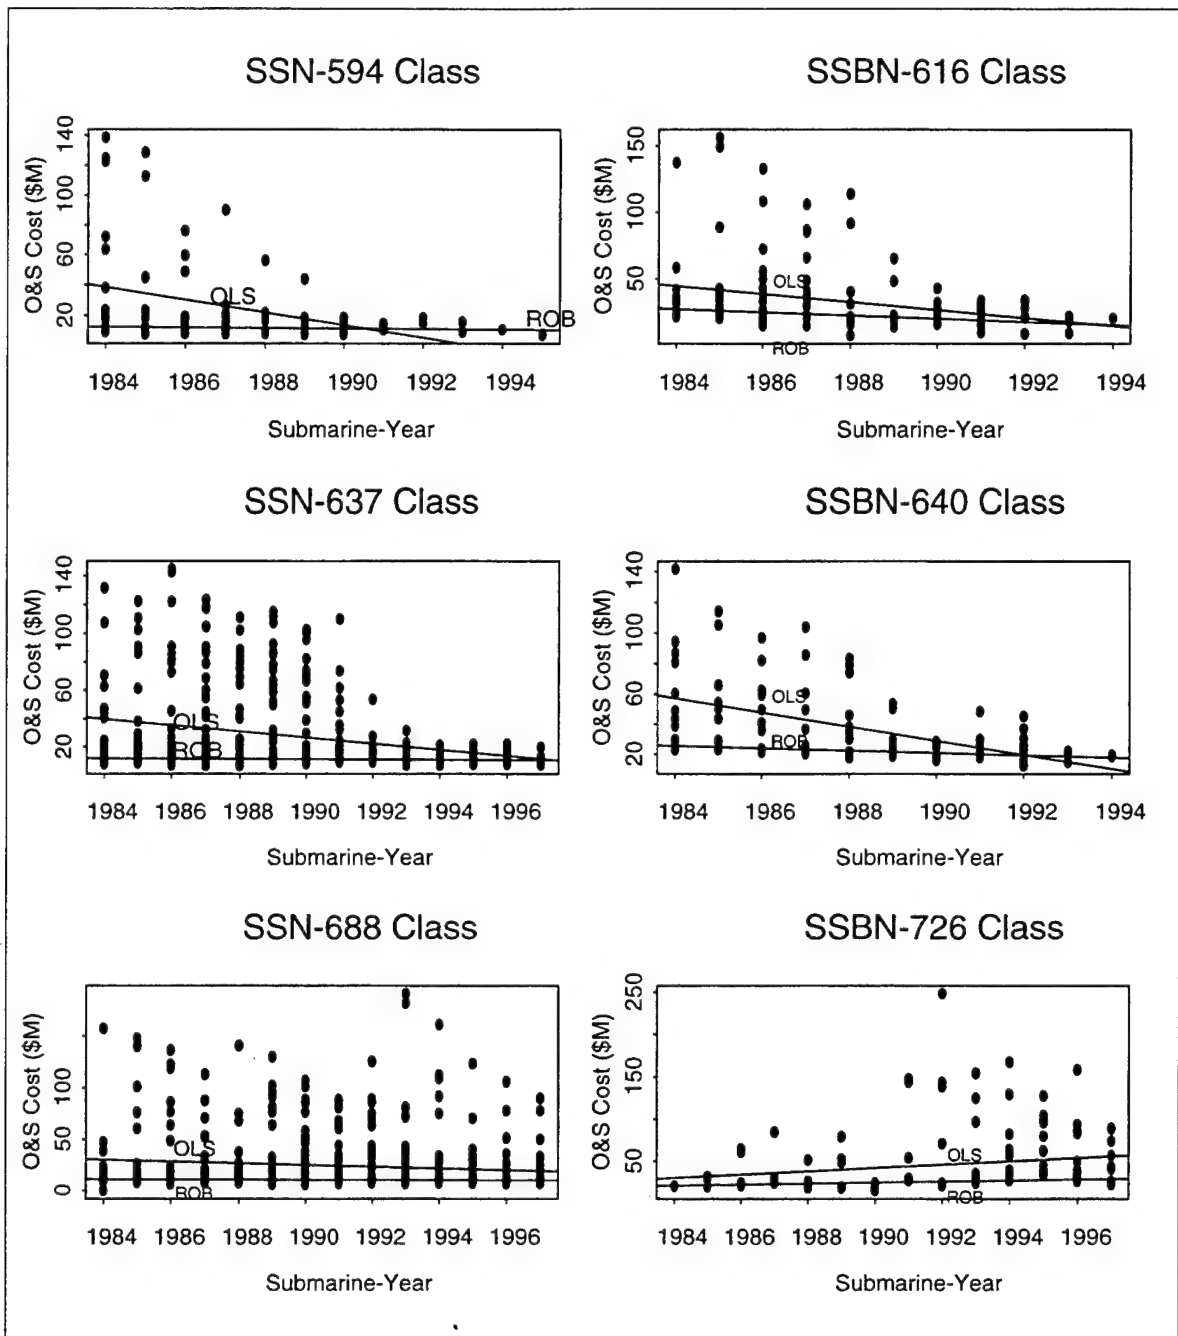 SSN-594 Class
O&S Cost ($M)
140
100
60
20
OLS
ROB
1984 1986 1988 1990 1992 1994
Submarine-Year
SSBN-616 Class
O&S Cost ($M)
150
100
50
OLS
ROB
1984 1986 1988 1990 1992 1994
Submarine-Year
SSN-637 Class
O&S Cost ($M)
140
100
60
20
OLS
ROB
1984 1986 1988 1990 1992 1994 1996
Submarine-Year
SSBN-640 Class
O&S Cost ($M)
140
100
60
20
OLS
ROB
1984 1986 1988 1990 1992 1994
Submarine-Year
SSN-688 Class
O&S Cost ($M)
100
50
0
OLS
ROB
1984 1986 1988 1990 1992 1994 1996
Submarine-Year
SSBN-726 Class
O&S Cost ($M)
250
150
50
OLS
ROB
1984 1986 1988 1990 1992 1994 1996
Submarine-Year